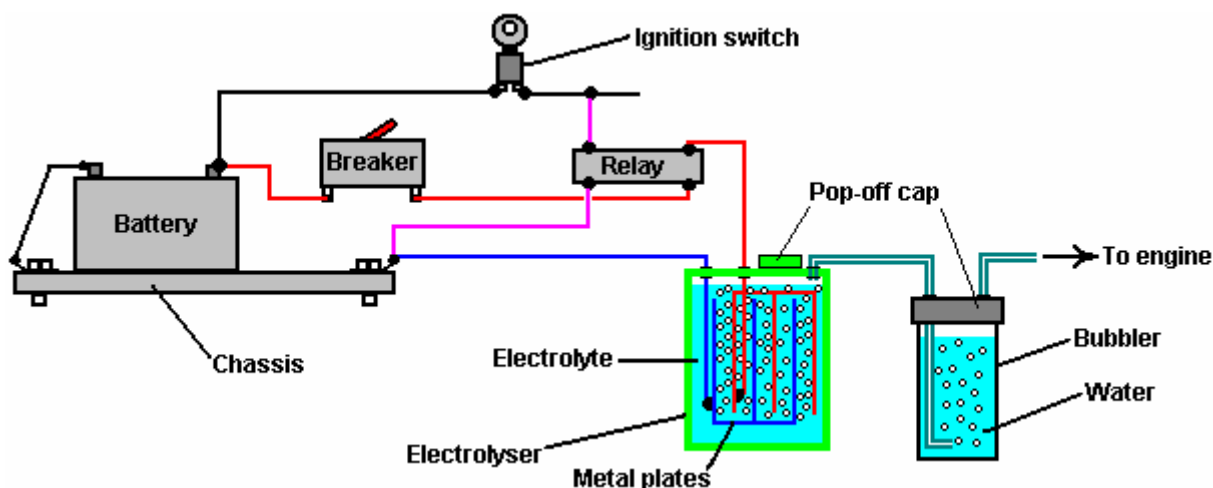 Ignition switch
Breaker
Relay
Pop-off cap
Battery
To engine
Chassis
Electrolyte
Bubbler
Water
Electrolyser
Metal plates